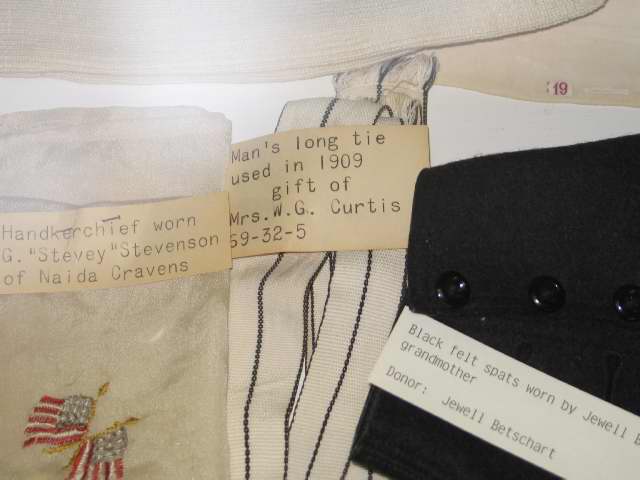 :19
Man's long tie
used in 1909
gift of
Mrs.W.G. Curtis
59-32-5
Handkerchief worn
G. "Stevey"Stevenson
of Naida Cravens
Black felt spats worn by Jewell B
grandmother
Donor: Jewell Betschart